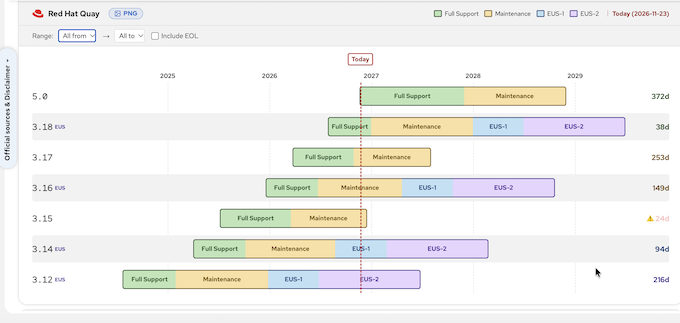 Red Hat Quay PNG Full Support Maintenance EUS-1 EUS-2 Today (2026-11-23)
Range: All from → All to Include EOL
Today
2025 2026 2027 2028 2029
5.0 Full Support Maintenance 372d
3.18 EUS Full Support Maintenance EUS-1 EUS-2 38d
3.17 Full Support Maintenance 253d
3.16 EUS Full Support Maintenance EUS-1 EUS-2 149d
3.15 Full Support Maintenance 24d
3.14 EUS Full Support Maintenance EUS-1 EUS-2 94d
3.12 EUS Full Support Maintenance EUS-1 EUS-2 216d
Official sources & Disclaimer